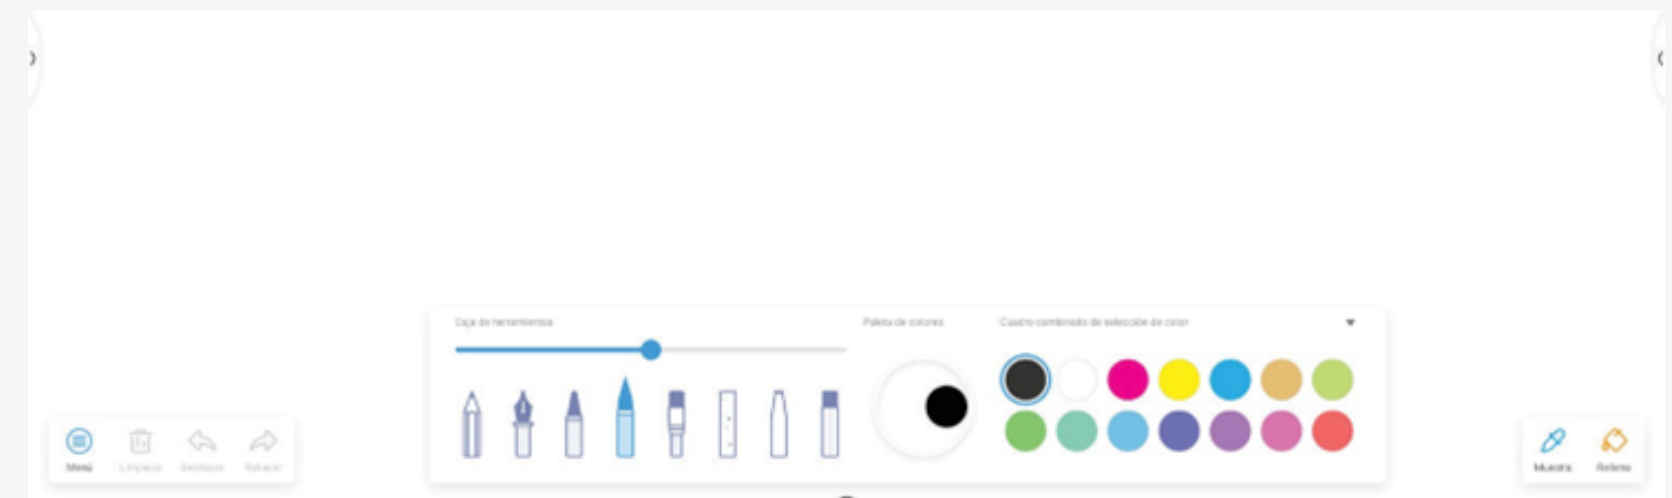 Caja de herramientas
Paleta de colores
Cuadro combinado de selección de color
Menú
Limpieza
Deshacer
Rehacer
Muestra
Relleno